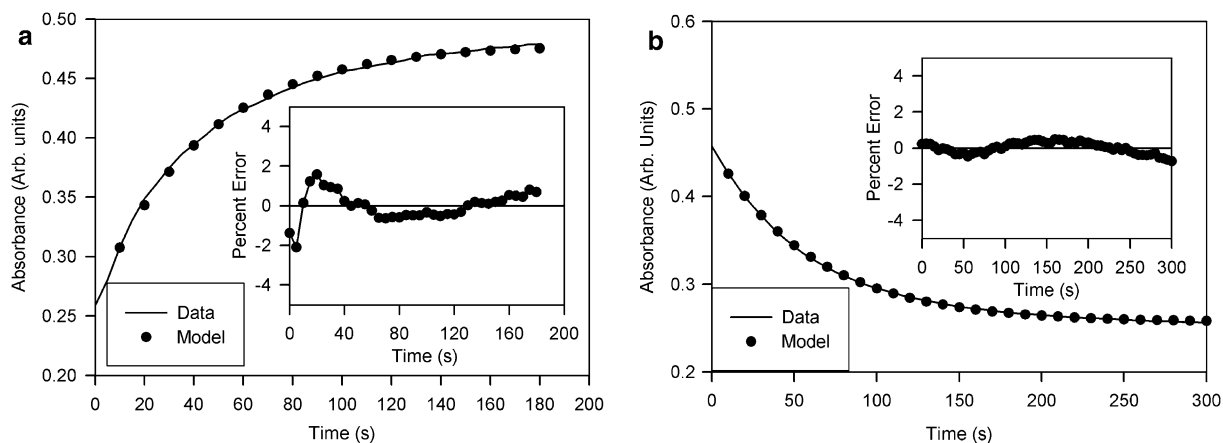 a
0.50
0.45
0.40
0.35
0.30
0.25
0.20
Absorbance (Arb. units)
0 20 40 60 80 100 120 140 160 180 200
Time (s)
Data
Model
4
2
0
-2
-4
Percent Error
0 40 80 120 160 200
Time (s)
b
0.6
0.5
0.4
0.3
0.2
Absorbance (Arb. Units)
0 50 100 150 200 250 300
Time (s)
Data
Model
4
2
0
-2
-4
Percent Error
0 50 100 150 200 250 300
Time (s)